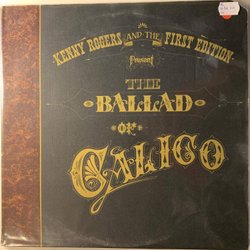 KENNY ROGERS AND THE FIRST EDITION
Present
THE
BALLAD
OF
CALICO